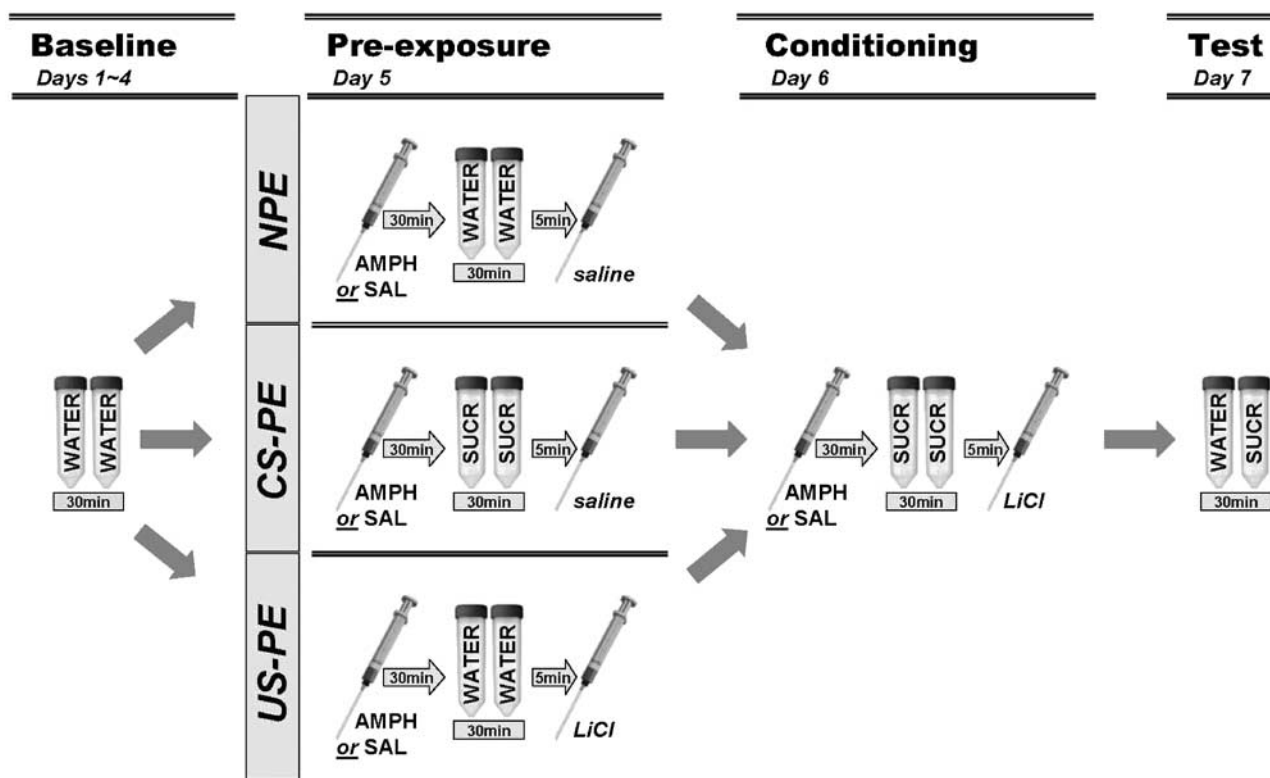 Baseline
Days 1~4
Pre-exposure
Day 5
Conditioning
Day 6
Test
Day 7
NPE
30min
AMPH
or SAL
WATER
WATER
30min
5min
saline
WATER
WATER
30min
CS-PE
30min
AMPH
or SAL
SUCR
SUCR
30min
5min
saline
US-PE
30min
AMPH
or SAL
WATER
WATER
30min
5min
LiCl
30min
AMPH
or SAL
SUCR
SUCR
30min
5min
LiCl
WATER
SUCR
30min